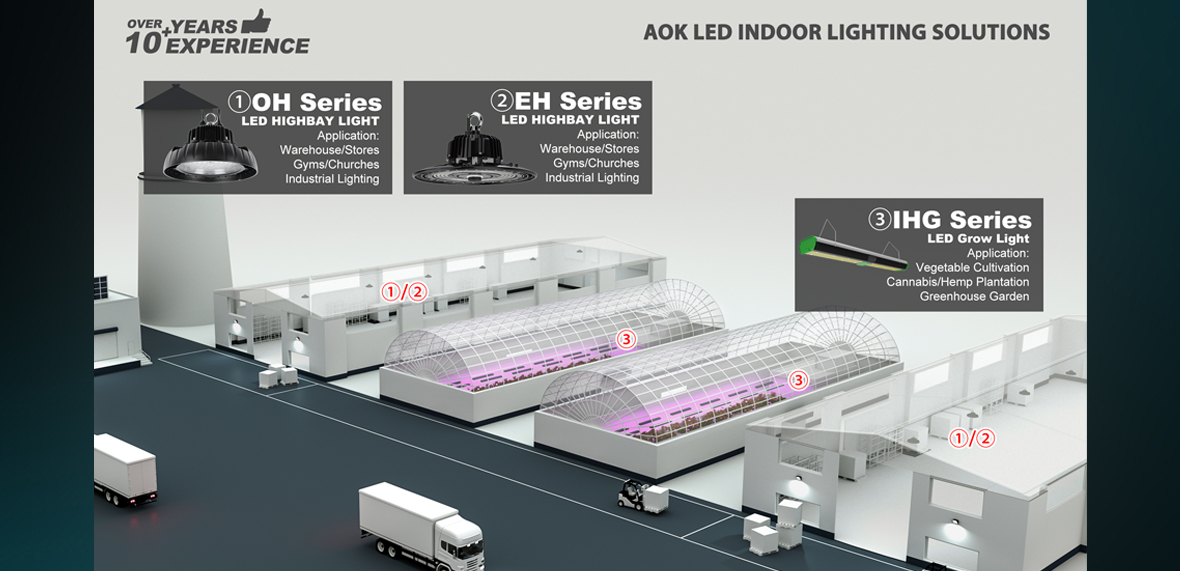 OVER
10+YEARS
EXPERIENCE
AOK LED INDOOR LIGHTING SOLUTIONS
①OH Series
LED HIGHBAY LIGHT
Application:
Warehouse/Stores
Gyms/Churches
Industrial Lighting
②EH Series
LED HIGHBAY LIGHT
Application:
Warehouse/Stores
Gyms/Churches
Industrial Lighting
③IHG Series
LED Grow Light
Application:
Vegetable Cultivation
Cannabis/Hemp Plantation
Greenhouse Garden
①/②
③
③
①/②